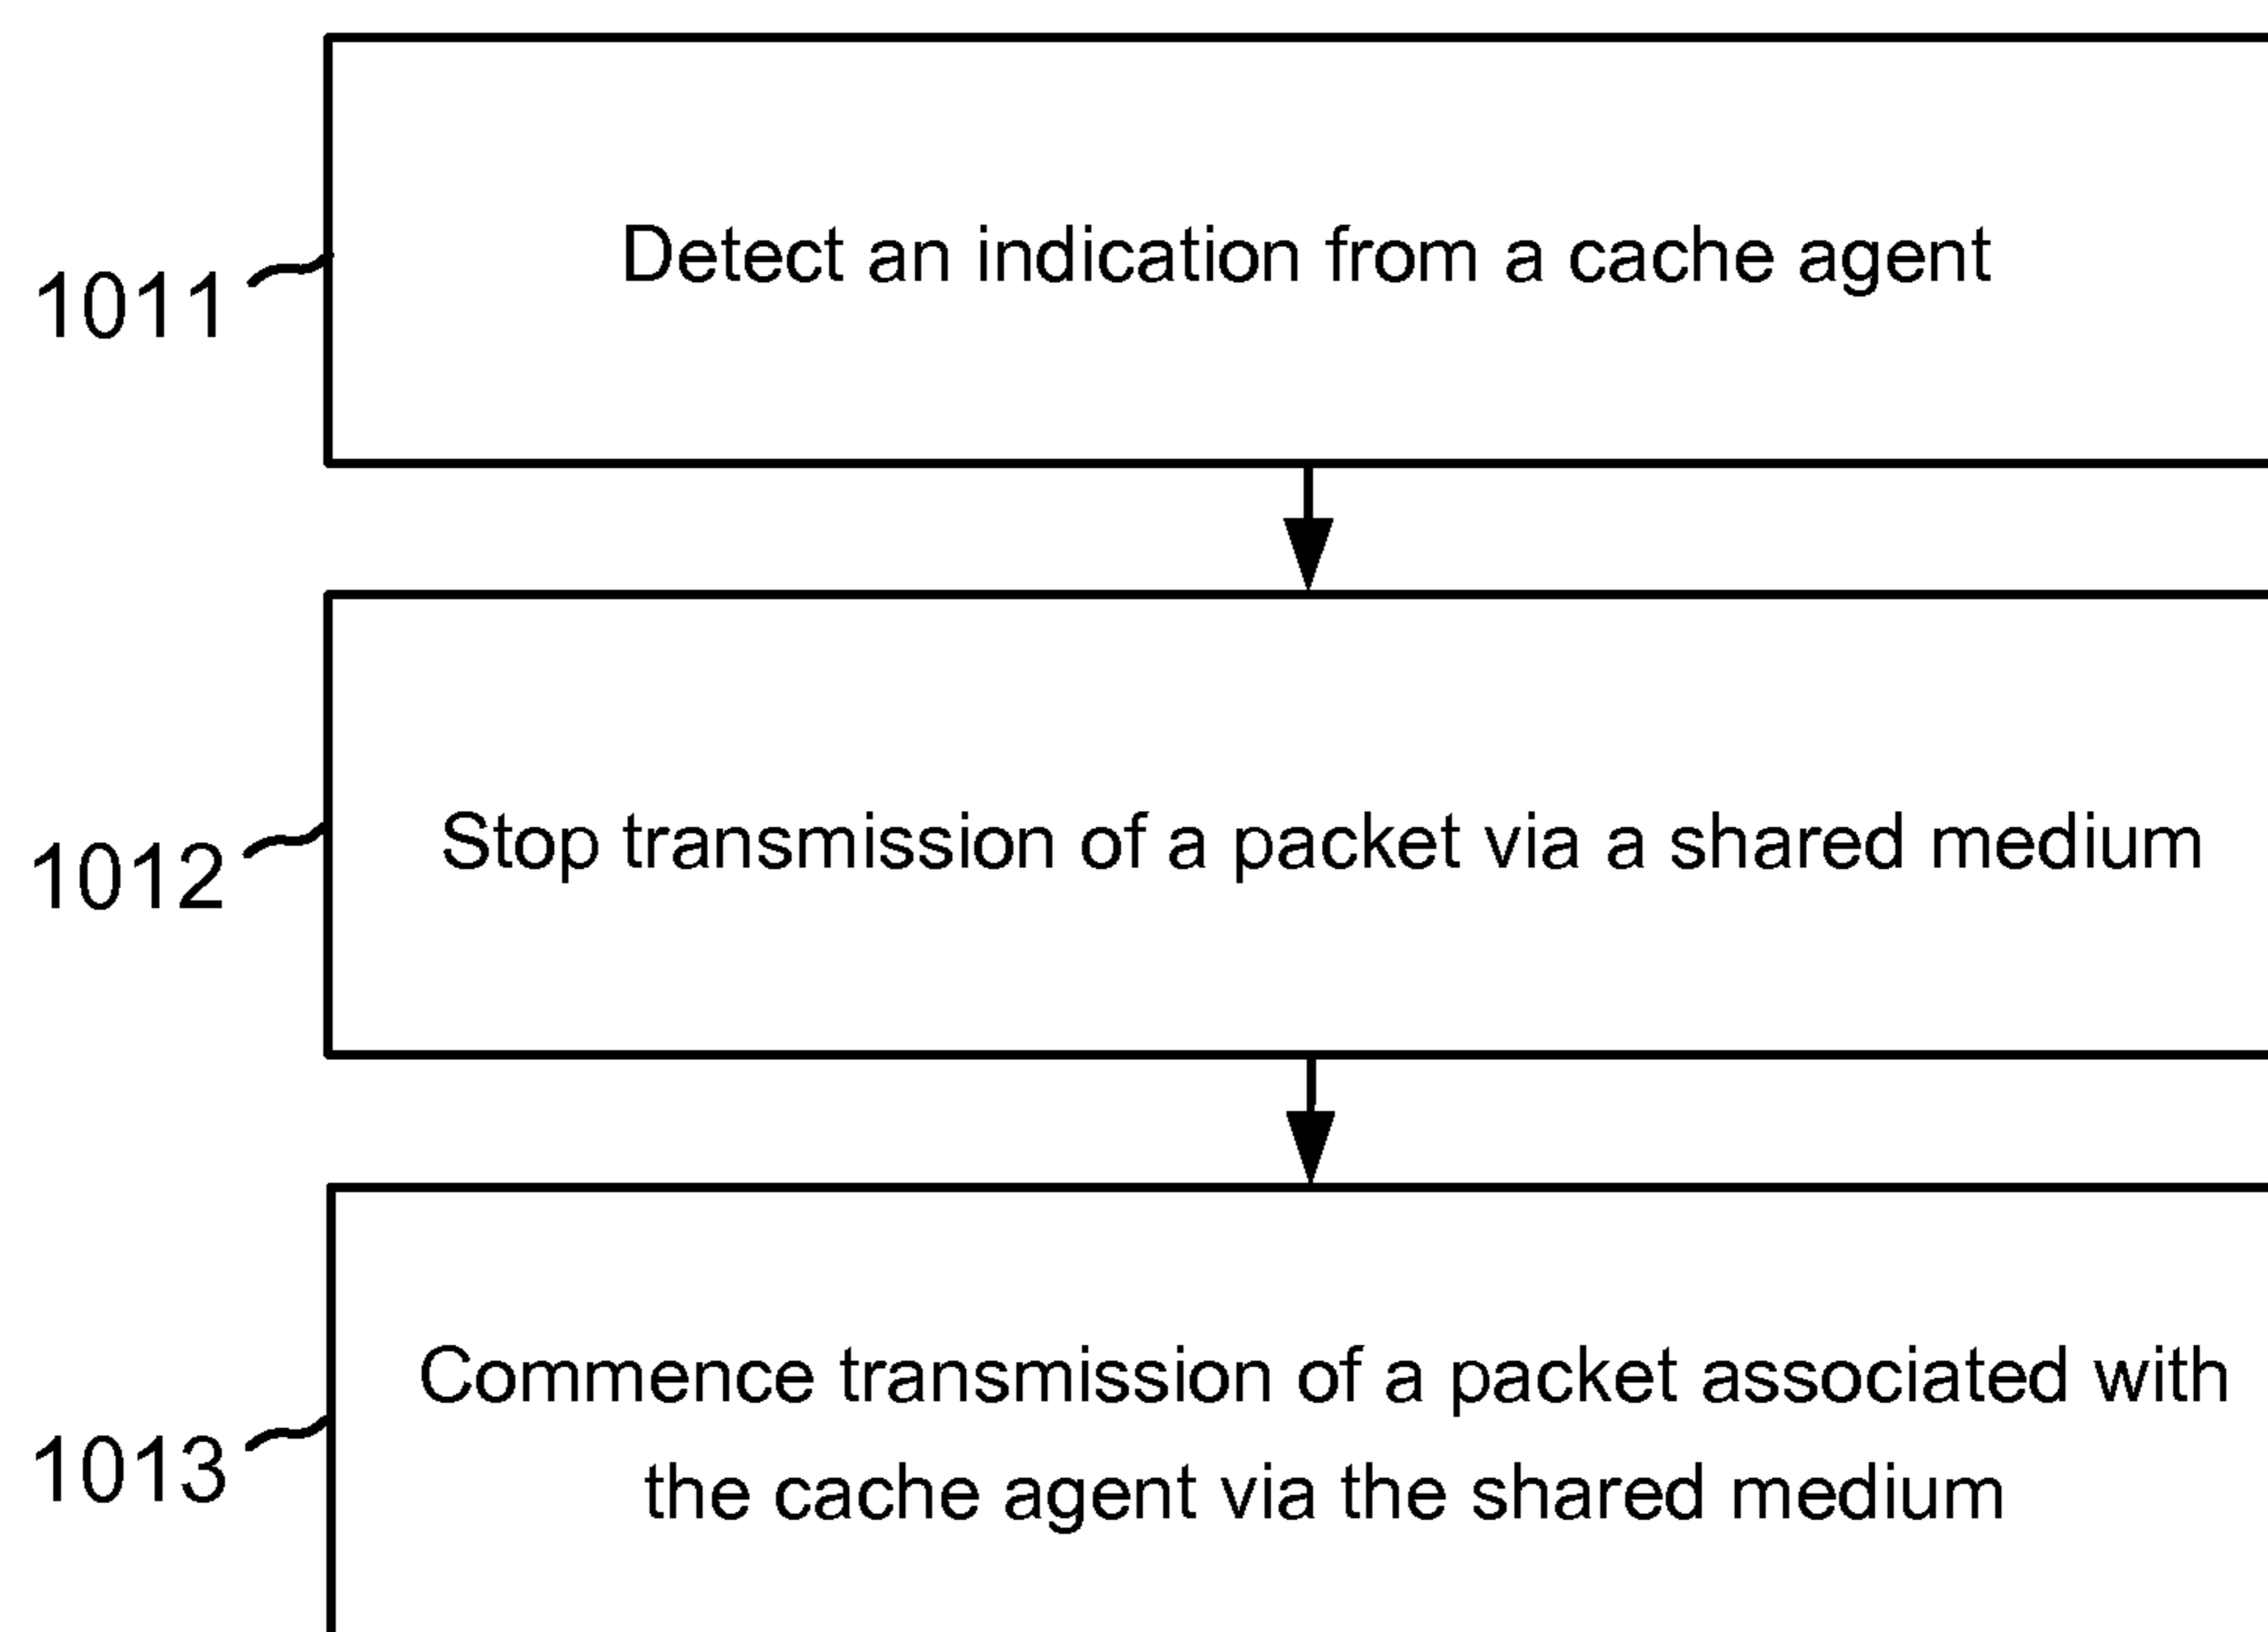 1011
Detect an indication from a cache agent
1012
Stop transmission of a packet via a shared medium
1013
Commence transmission of a packet associated with
the cache agent via the shared medium